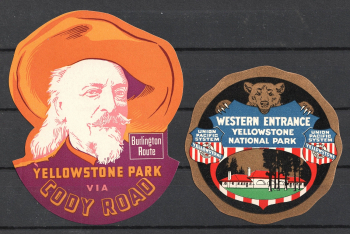 Burlington
Route
YELLOWSTONE PARK
VIA
CODY ROAD
WESTERN ENTRANCE
YELLOWSTONE
NATIONAL PARK
UNION
PACIFIC
SYSTEM
UNION
PACIFIC
SYSTEM